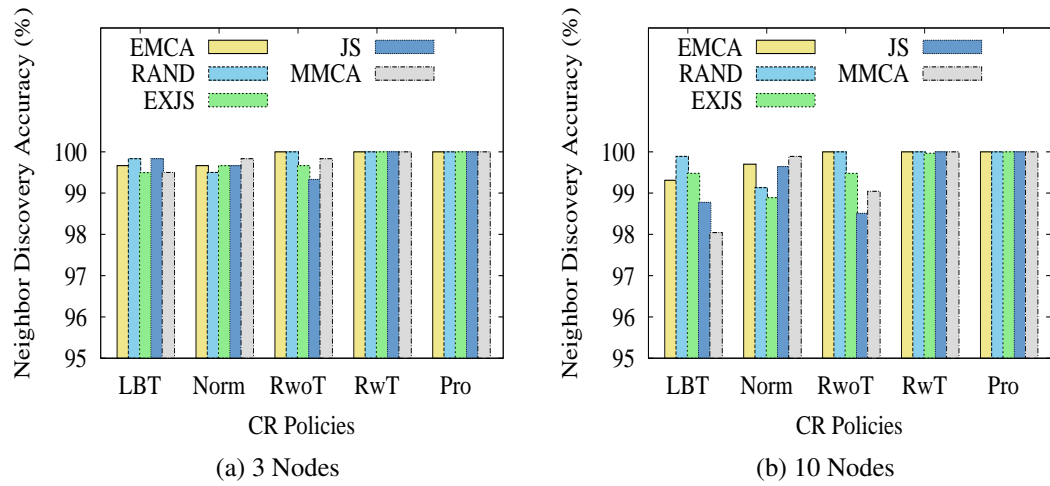 Neighbor Discovery Accuracy (%)
EMCA
RAND
EXJS
JS
MMCA
100
99
98
97
96
95
LBT Norm RwoT RwT Pro
CR Policies
(a) 3 Nodes
Neighbor Discovery Accuracy (%)
EMCA
RAND
EXJS
JS
MMCA
100
99
98
97
96
95
LBT Norm RwoT RwT Pro
CR Policies
(b) 10 Nodes